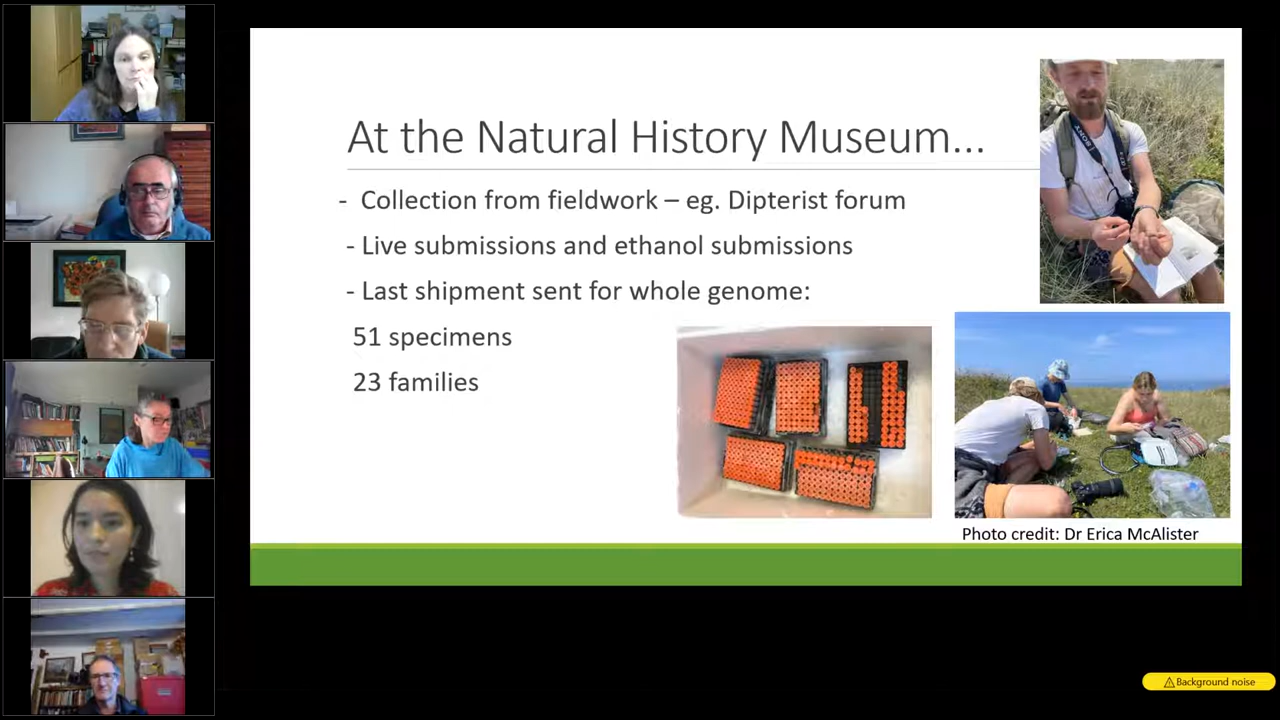 At the Natural History Museum...
- Collection from fieldwork – eg. Dipterist forum
- Live submissions and ethanol submissions
- Last shipment sent for whole genome:
51 specimens
23 families
Photo credit: Dr Erica McAlister
Background noise